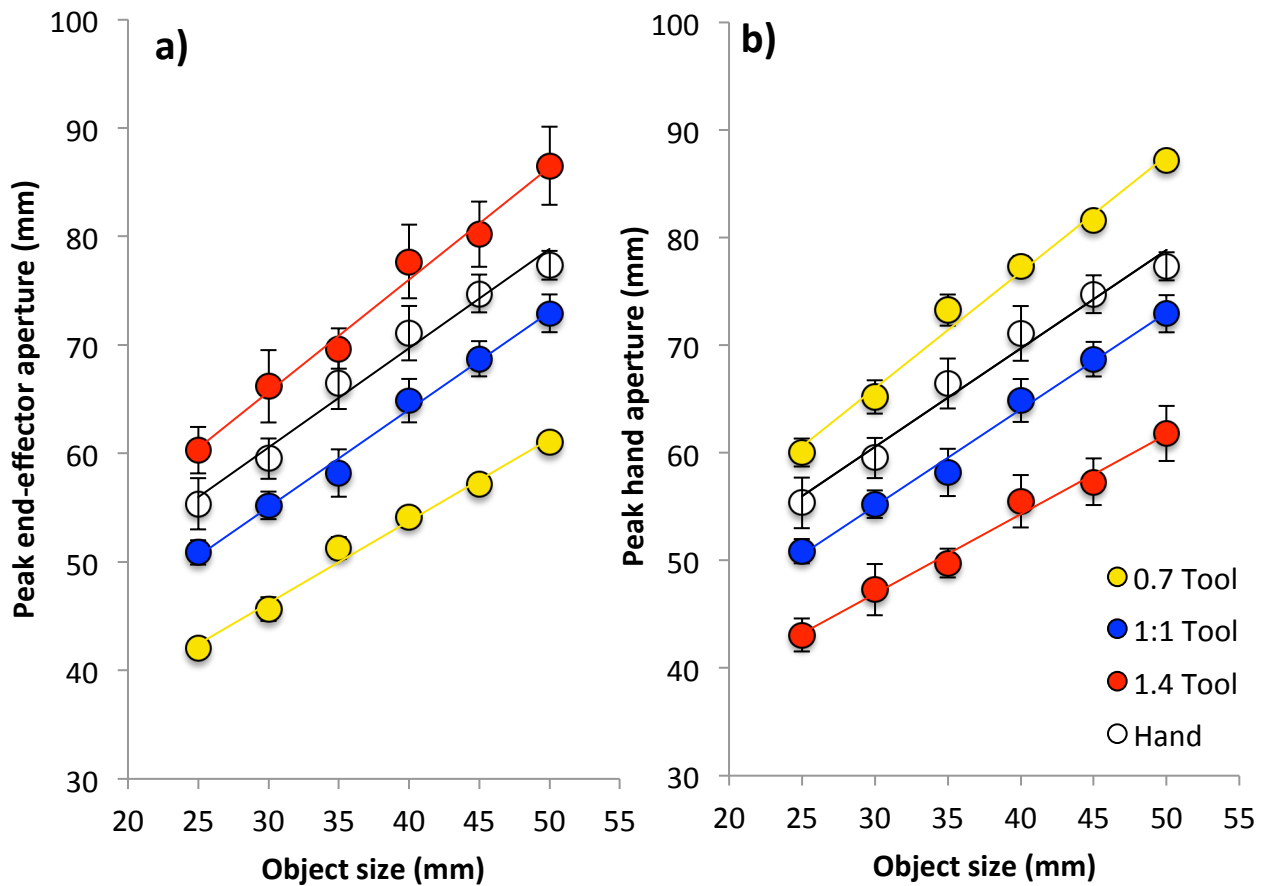 a)
Peak end-effector aperture (mm)
100
90
80
70
60
50
40
30
20 25 30 35 40 45 50 55
Object size (mm)
b)
Peak hand aperture (mm)
100
90
80
70
60
50
40
30
0.7 Tool
1:1 Tool
1.4 Tool
Hand
20 25 30 35 40 45 50 55
Object size (mm)